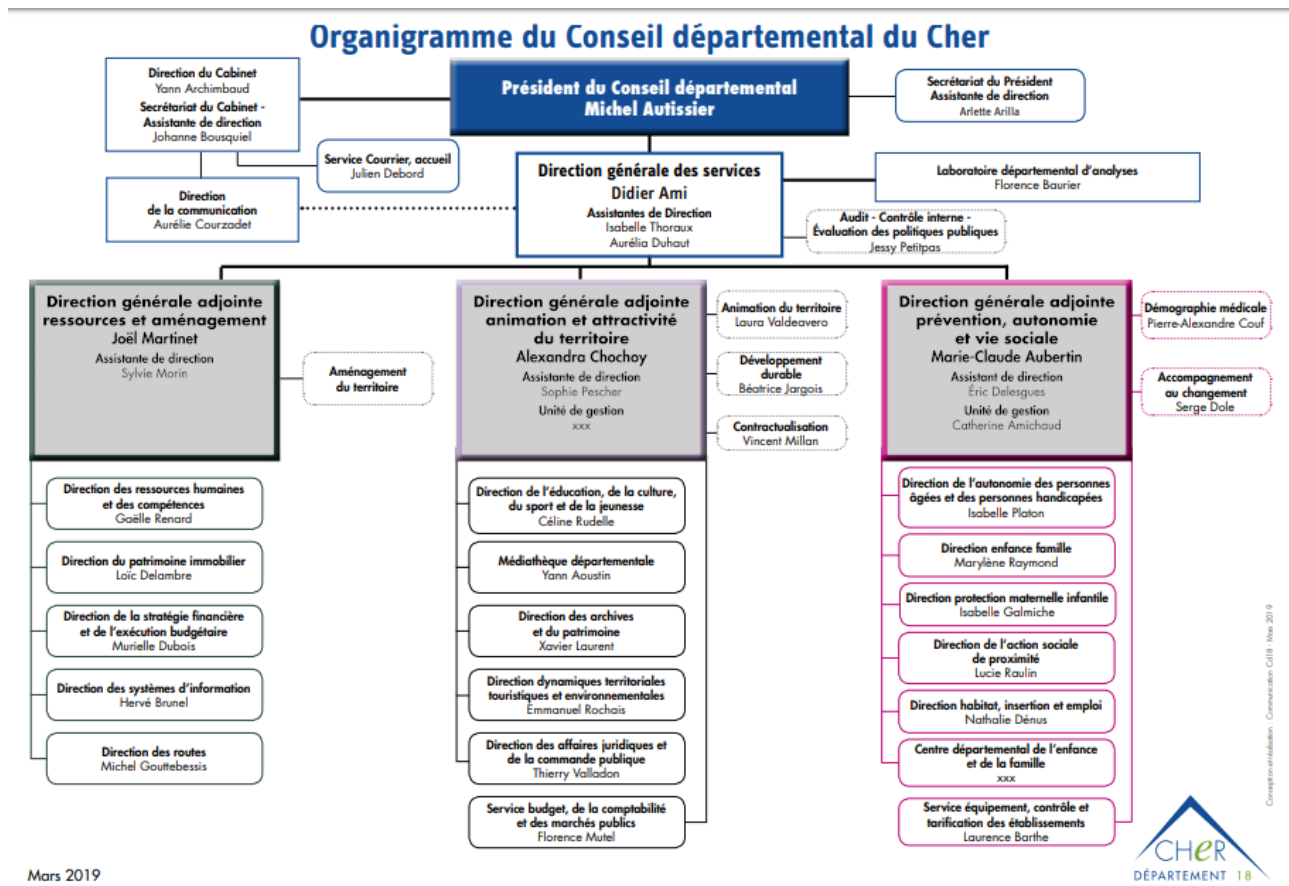 Organigramme du Conseil départemental du Cher
Direction du Cabinet
Yann Archimbaud
Secrétariat du Cabinet -
Assistante de direction
Johanne Bousquiel
Président du Conseil départemental
Michel Autissier
Secrétariat du Président
Assistante de direction
Arlette Arilla
Service Courrier, accueil
Julien Debord
Direction
de la communication
Aurélie Courzadet
Direction générale des services
Didier Ami
Assistantes de Direction
Isabelle Thoraux
Aurélia Duhaut
Laboratoire départemental d'analyses
Florence Baurier
Audit - Contrôle interne -
Évaluation des politiques publiques
Jessy Petitpas
Direction générale adjointe
ressources et aménagement
Joël Martinet
Assistante de direction
Sylvie Morin
Aménagement
du territoire
Direction des ressources humaines
et des compétences
Gaëlle Renard
Direction du patrimoine immobilier
Loïc Delambre
Direction de la stratégie financière
et de l'exécution budgétaire
Murielle Dubois
Direction des systèmes d'information
Hervé Brunel
Direction des routes
Michel Gouttebessis
Direction générale adjointe
animation et attractivité
du territoire
Alexandra Chochoy
Assistante de direction
Sophie Pescher
Unité de gestion
xxx
Animation du territoire
Laura Valdeavero
Développement
durable
Béatrice Jargois
Contractualisation
Vincent Millan
Direction de l'éducation, de la culture,
du sport et de la jeunesse
Céline Rudelle
Médiathèque départementale
Yann Aoustin
Direction des archives
et du patrimoine
Xavier Laurent
Direction dynamiques territoriales
touristiques et environnementales
Emmanuel Rochais
Direction des affaires juridiques et
de la commande publique
Thierry Valladon
Service budget, de la comptabilité
et des marchés publics
Florence Mutel
Direction générale adjointe
prévention, autonomie
et vie sociale
Marie-Claude Aubertin
Assistant de direction
Éric Delesgues
Unité de gestion
Catherine Amichaud
Démographie médicale
Pierre-Alexandre Couf
Accompagnement
au changement
Serge Dole
Direction de l'autonomie des personnes
âgées et des personnes handicapées
Isabelle Platon
Direction enfance famille
Marylène Raymond
Direction protection maternelle infantile
Isabelle Galmiche
Direction de l'action sociale
de proximité
Lucie Raulin
Direction habitat, insertion et emploi
Nathalie Dénus
Centre départemental de l'enfance
et de la famille
xxx
Service équipement, contrôle et
tarification des établissements
Laurence Barthe
Conception et réalisation : Communication Cd18 - Mars 2019
CHeR
DÉPARTEMENT 18
Mars 2019